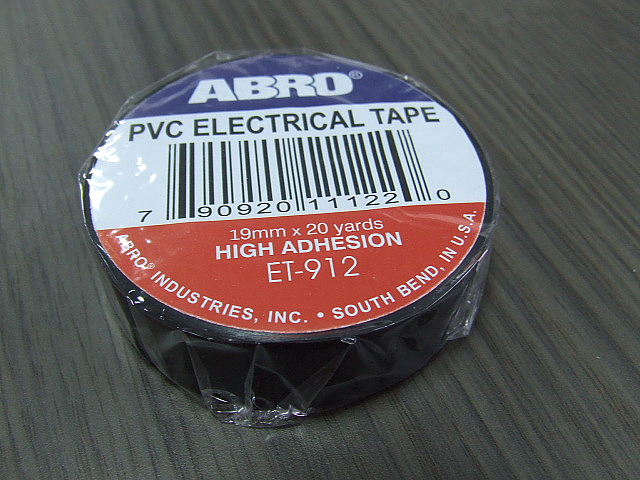 ABRO®
PVC ELECTRICAL TAPE
7 90920 11122 0
19mm x 20 yards
HIGH ADHESION
ET-912
ABRO® INDUSTRIES, INC. • SOUTH BEND, IN U.S.A.